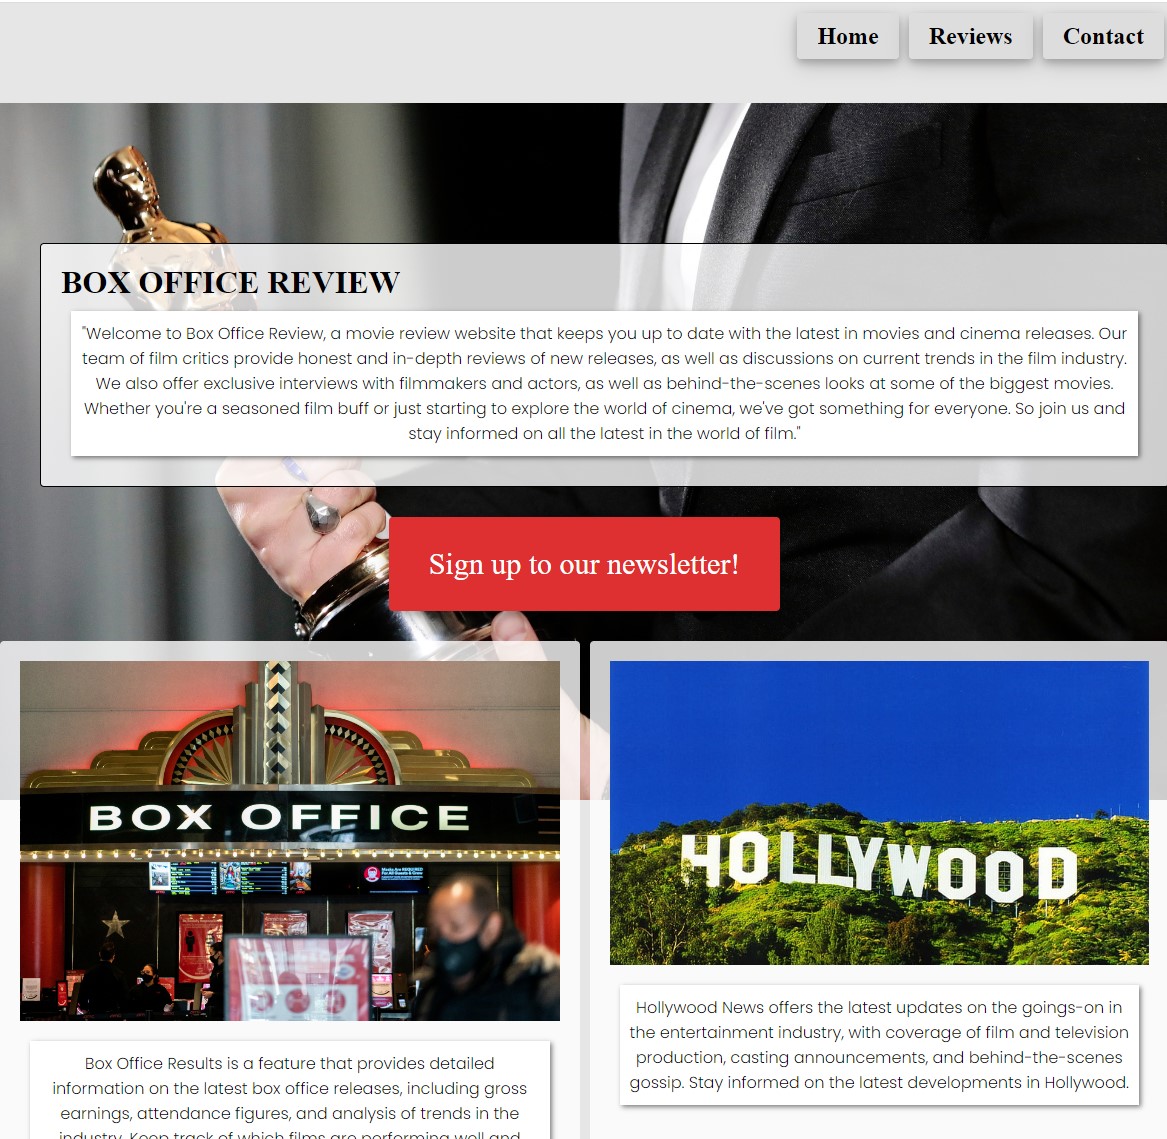 Home Reviews Contact
BOX OFFICE REVIEW
"Welcome to Box Office Review, a movie review website that keeps you up to date with the latest in movies and cinema releases. Our
team of film critics provide honest and in-depth reviews of new releases, as well as discussions on current trends in the film industry.
We also offer exclusive interviews with filmmakers and actors, as well as behind-the-scenes looks at some of the biggest movies.
Whether you're a seasoned film buff or just starting to explore the world of cinema, we've got something for everyone. So join us and
stay informed on all the latest in the world of film."
Sign up to our newsletter!
BOX OFFICE
Masks Are REQUIRED
For All Guests & Crew
HOLLYWOOD
Box Office Results is a feature that provides detailed
information on the latest box office releases, including gross
earnings, attendance figures, and analysis of trends in the
industry. Keep track of which films are performing well and
Hollywood News offers the latest updates on the goings-on in
the entertainment industry, with coverage of film and television
production, casting announcements, and behind-the-scenes
gossip. Stay informed on the latest developments in Hollywood.